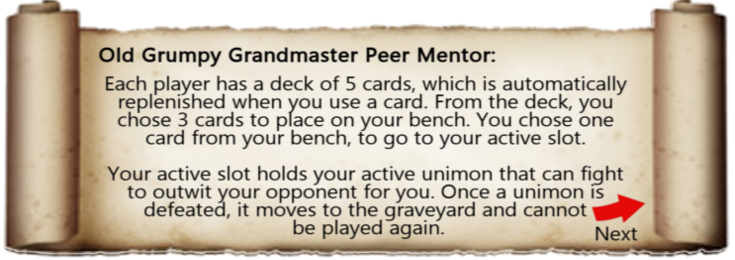 Old Grumpy Grandmaster Peer Mentor:
Each player has a deck of 5 cards, which is automatically
replenished when you use a card. From the deck, you
chose 3 cards to place on your bench. You chose one
card from your bench, to go to your active slot.
Your active slot holds your active unimon that can fight
to outwit your opponent for you. Once a unimon is
defeated, it moves to the graveyard and cannot
be played again.
Next